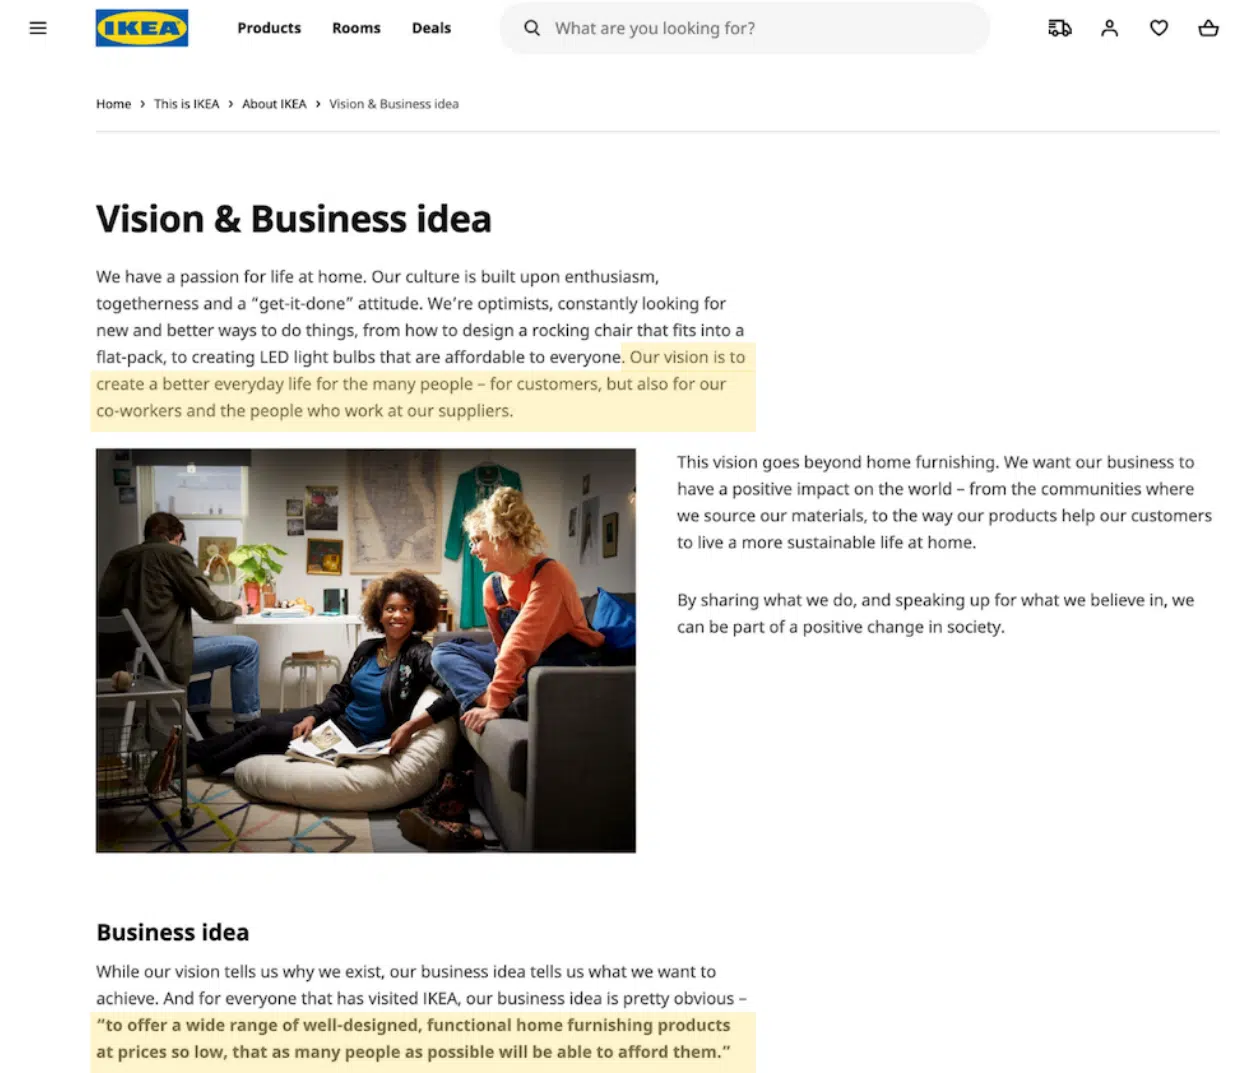 IKEA
Products Rooms Deals
What are you looking for?
Home › This is IKEA › About IKEA › Vision & Business idea
Vision & Business idea
We have a passion for life at home. Our culture is built upon enthusiasm,
togetherness and a “get-it-done” attitude. We’re optimists, constantly looking for
new and better ways to do things, from how to design a rocking chair that fits into a
flat-pack, to creating LED light bulbs that are affordable to everyone. Our vision is to
create a better everyday life for the many people – for customers, but also for our
co-workers and the people who work at our suppliers.
This vision goes beyond home furnishing. We want our business to
have a positive impact on the world – from the communities where
we source our materials, to the way our products help our customers
to live a more sustainable life at home.
By sharing what we do, and speaking up for what we believe in, we
can be part of a positive change in society.
Business idea
While our vision tells us why we exist, our business idea tells us what we want to
achieve. And for everyone that has visited IKEA, our business idea is pretty obvious –
“to offer a wide range of well-designed, functional home furnishing products
at prices so low, that as many people as possible will be able to afford them.”